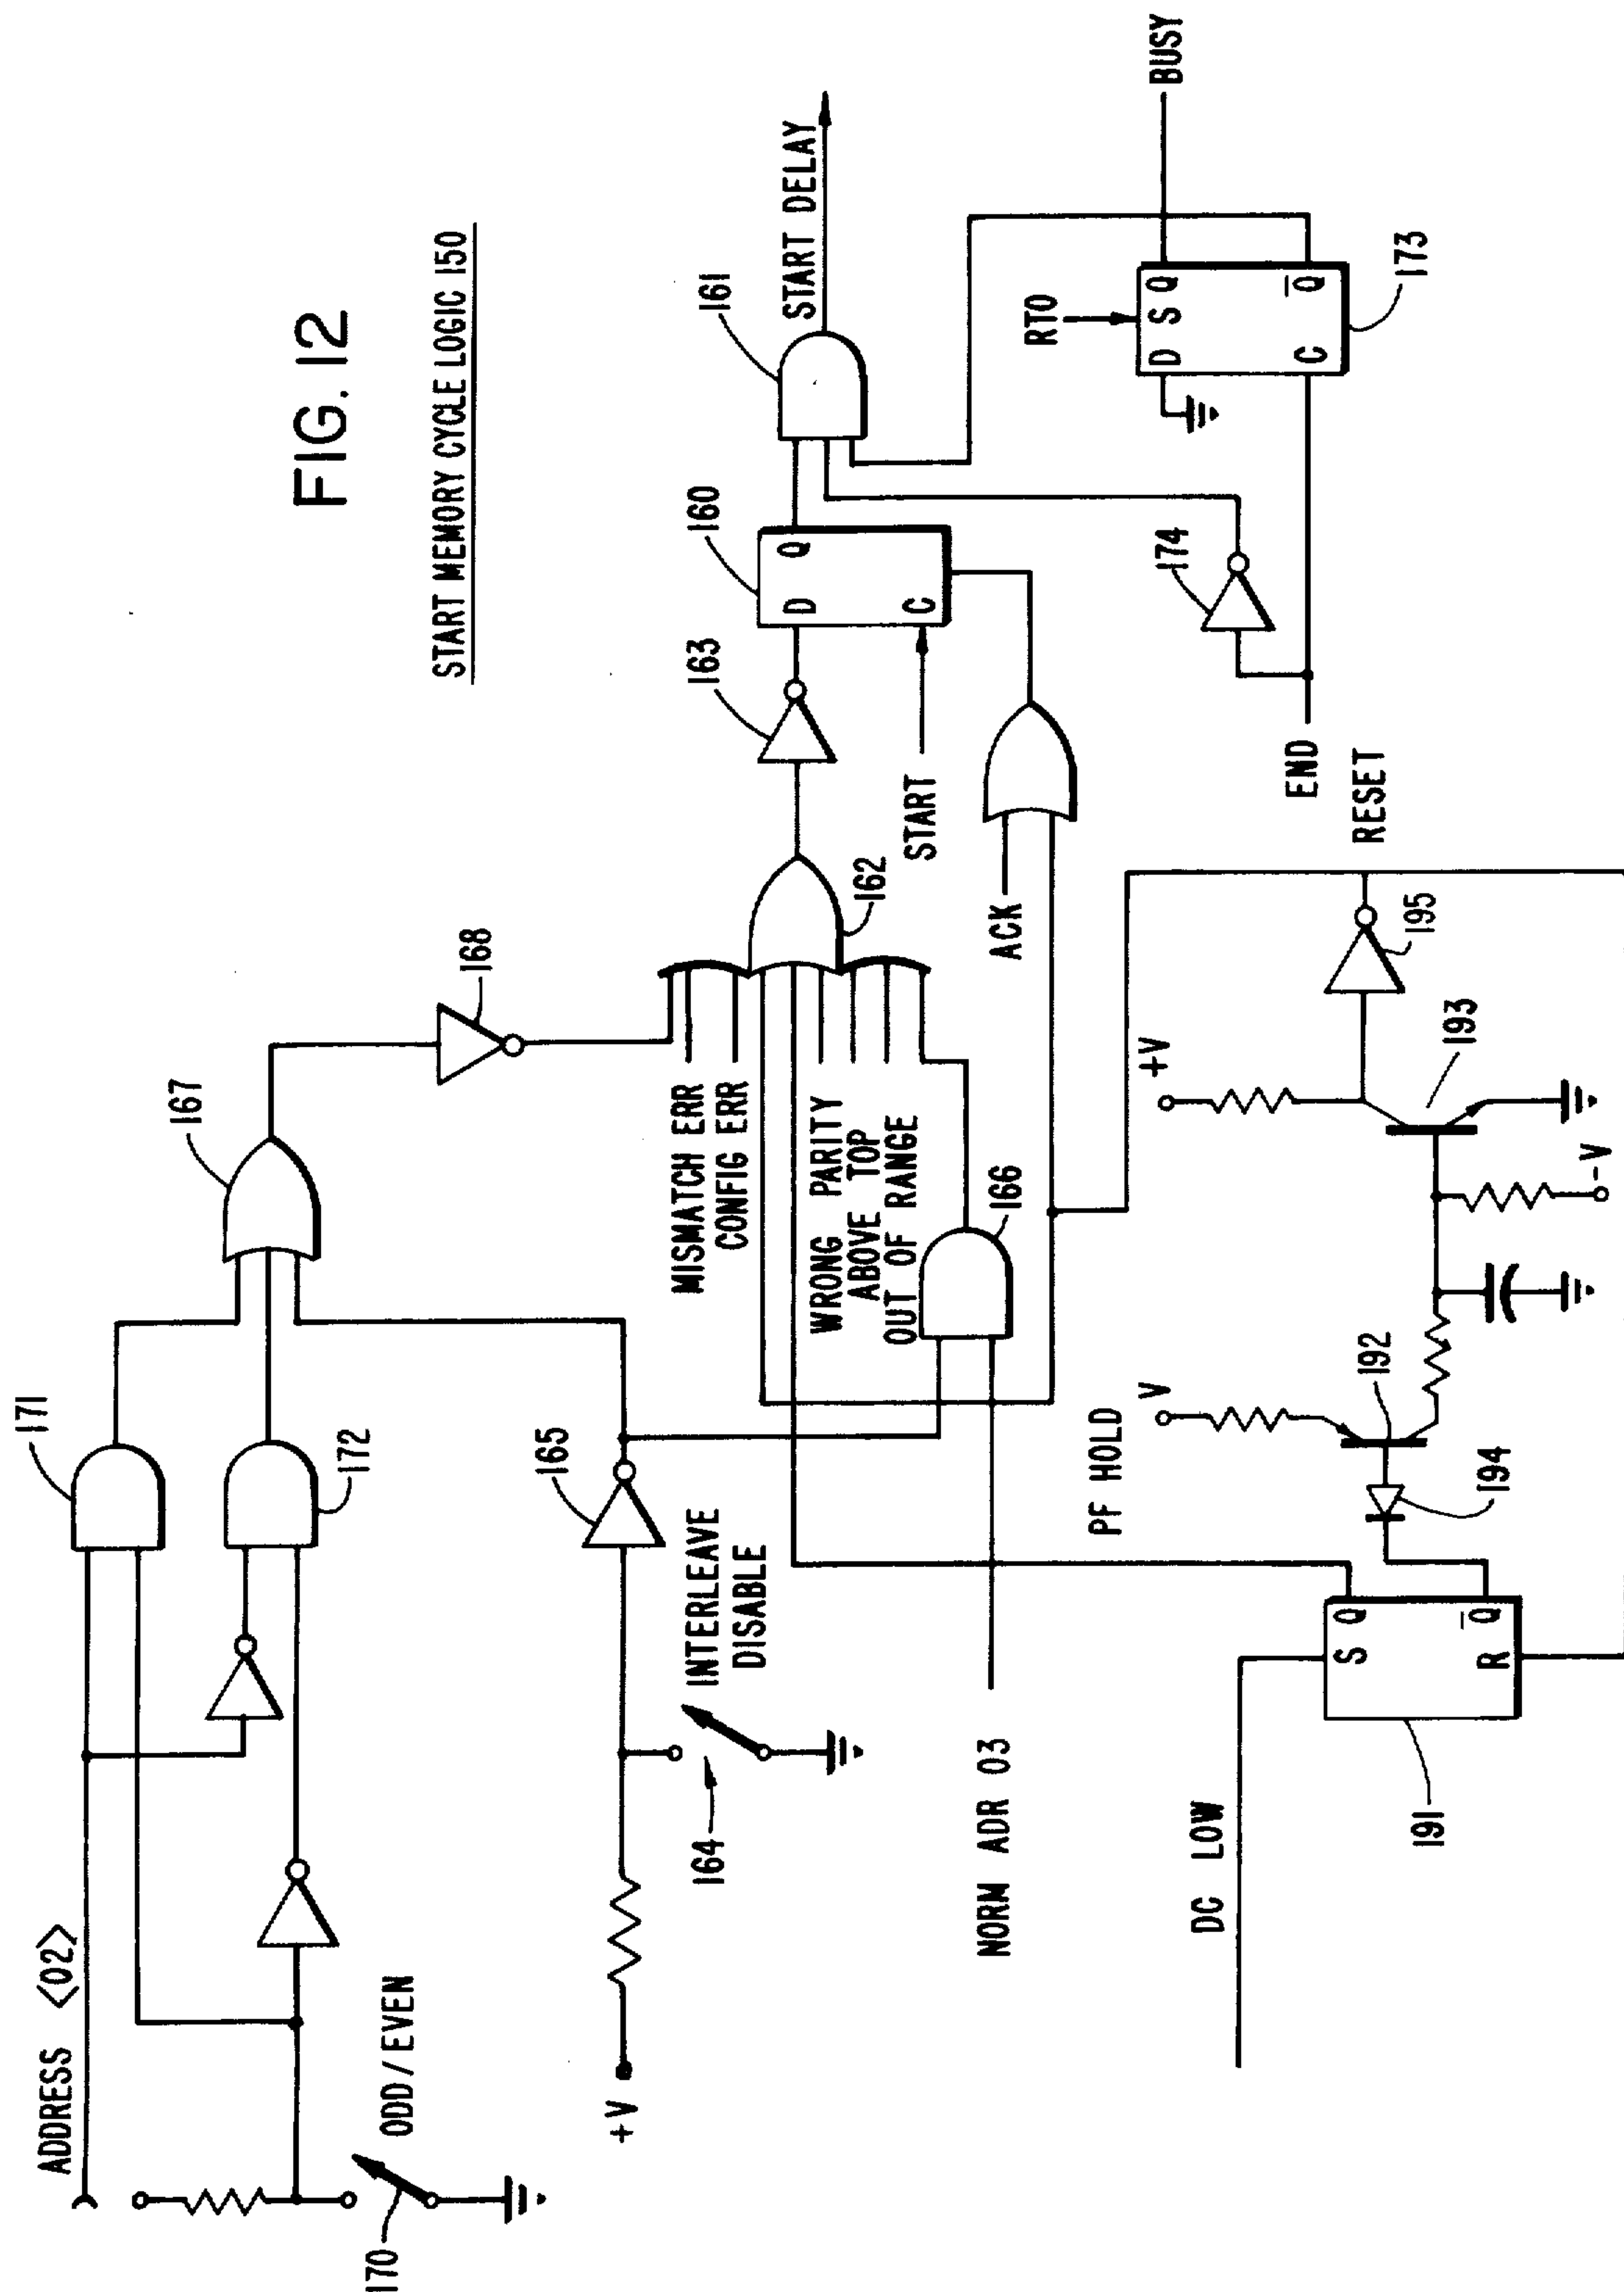 FIG. 12
START MEMORY CYCLE LOGIC 150
ADDRESS <02>
171
167
172
168
170
ODD/EVEN
+V
165
164
INTERLEAVE
DISABLE
MISMATCH ERR
CONFIG ERR
WRONG PARITY
ABOVE TOP
OUT OF RANGE
162
163
160
D
Q
C
START
161
START DELAY
166
NORM ADR 03
ACK
174
END
RTO
D
S
Q
C
Q
173
BUSY
DC LOW
S
Q
R
Q
191
PF HOLD
V
192
194
+V
193
-V
195
RESET